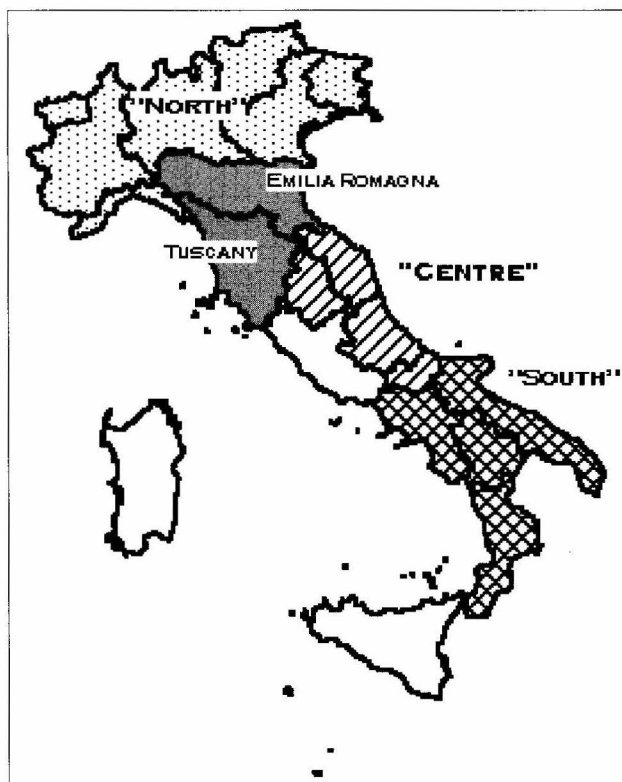 "NORTH"
EMILIA ROMAGNA
TUSCANY
"CENTRE"
"SOUTH"